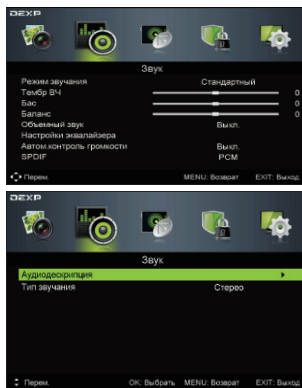 DEXP
Звук
Режим звучания Стандартный
Тембр ВЧ 0
Бас 0
Баланс 0
Объемный звук Выкл.
Настройки эквалайзера
Автом.контроль громкости Выкл.
SPDIF PCM
Перем. MENU: Возврат EXIT: Выход
DEXP
Звук
Аудиодескрипция
Тип звучания Стерео
Перем. OK: Выбрать MENU: Возврат EXIT: Выход